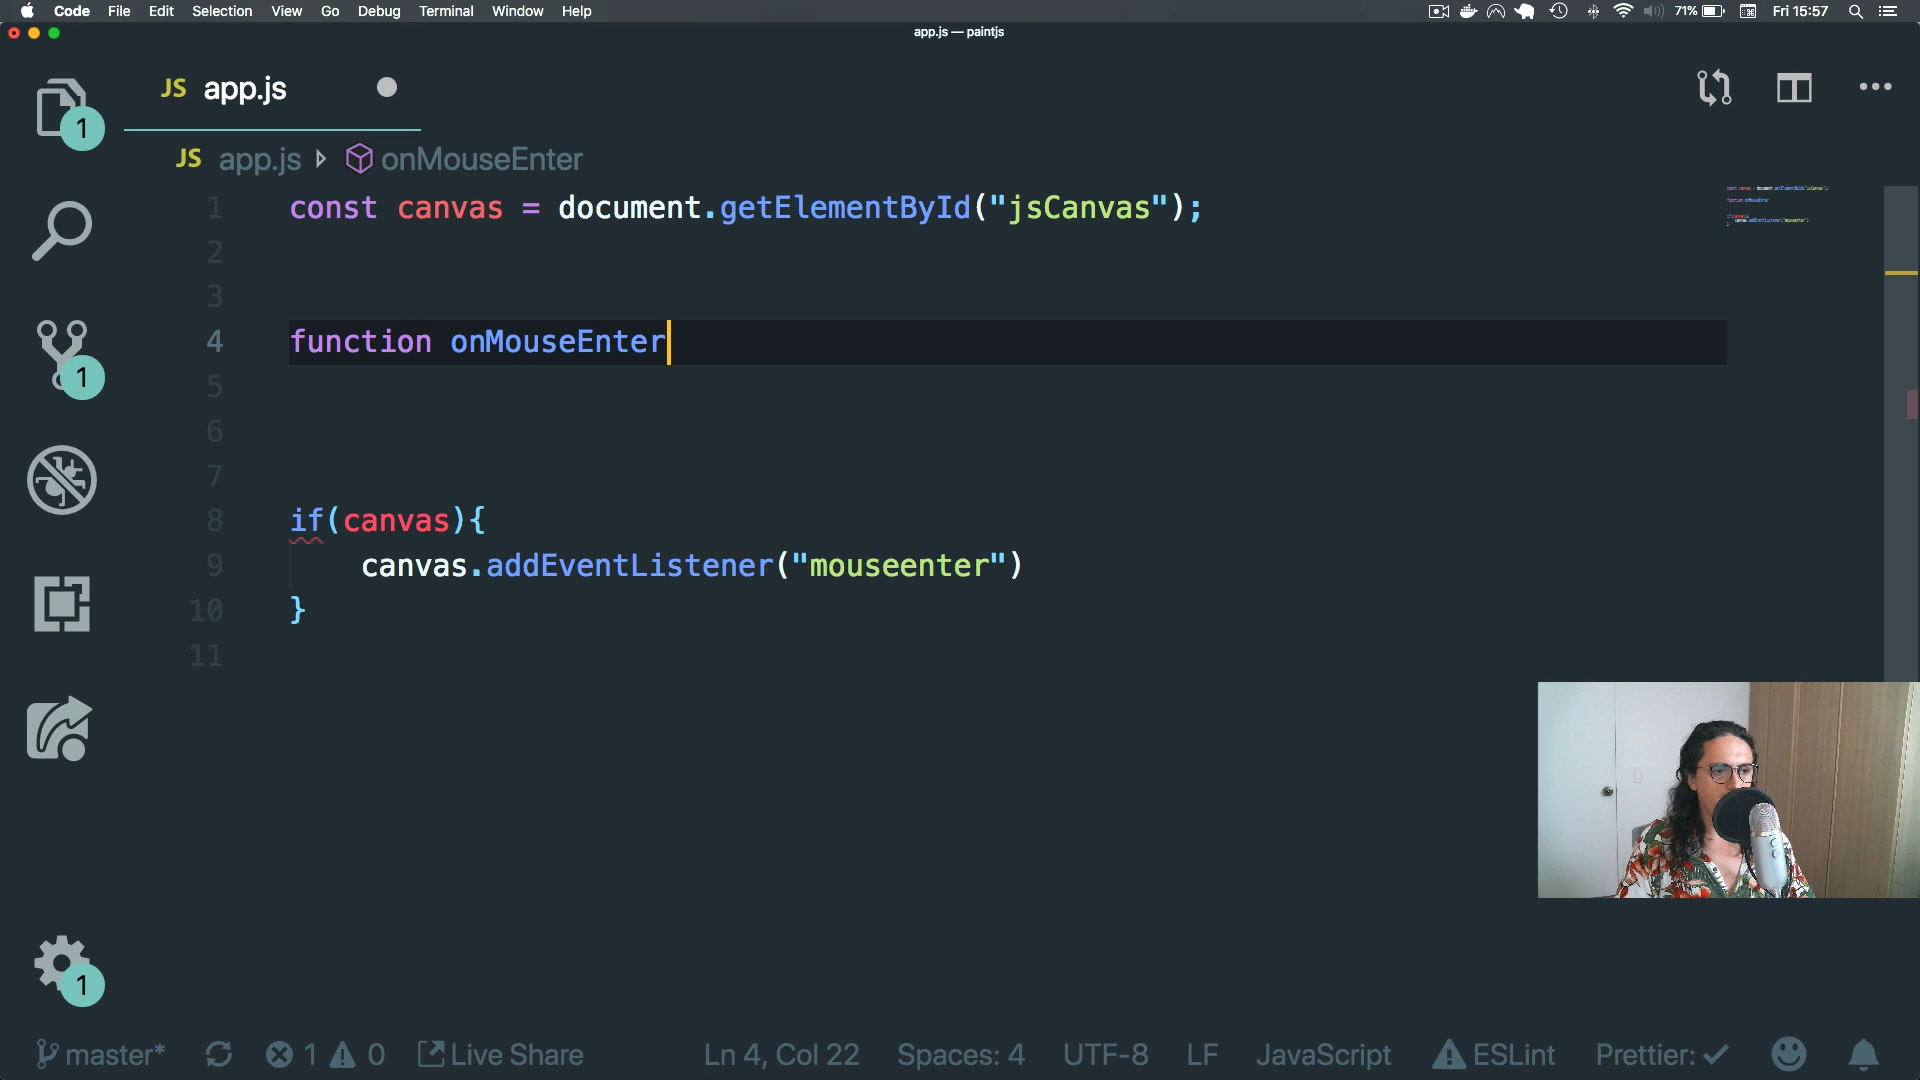 Code File Edit Selection View Go Debug Terminal Window Help
71% Fri 15:57
app.js — paintjs
JS app.js
1
JS app.js onMouseEnter
1 const canvas = document.getElementById("jsCanvas");
2
3
4 function onMouseEnter
5
6
7
8 if(canvas){
9 canvas.addEventListener("mouseenter")
10 }
11
1
1
master* 1 0 Live Share Ln 4, Col 22 Spaces: 4 UTF-8 LF JavaScript ESLint Prettier: ✓